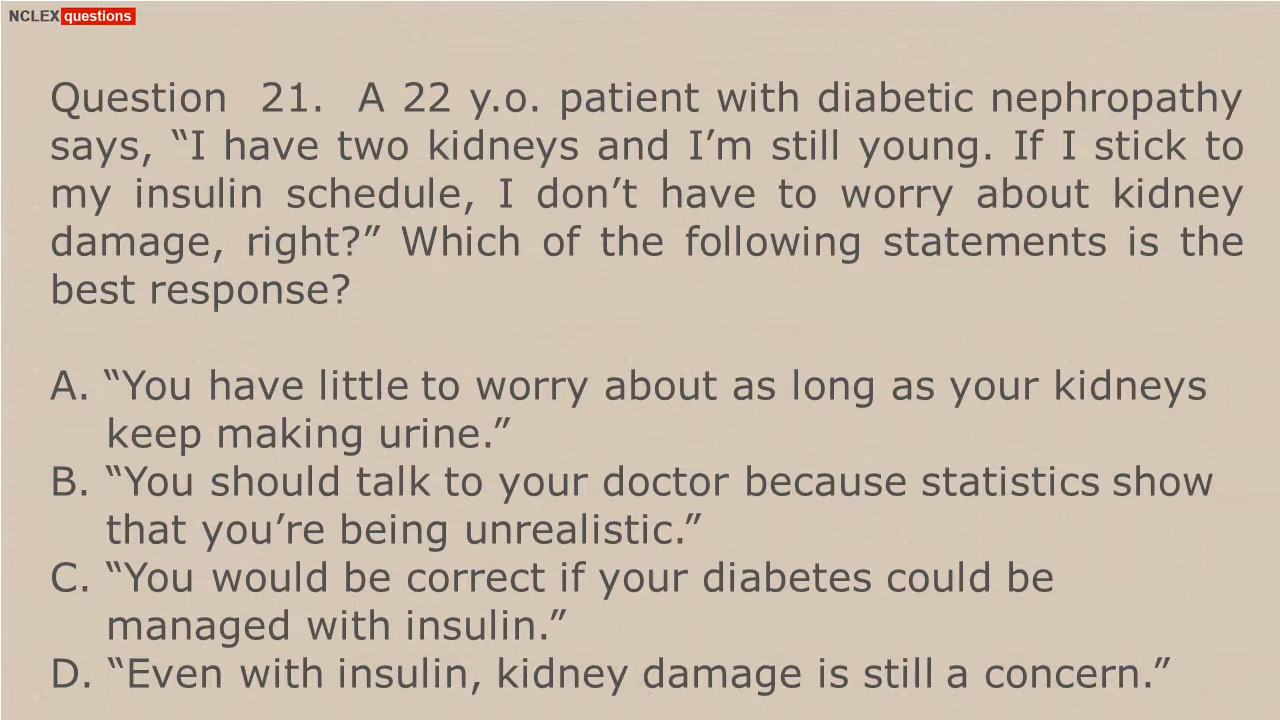 NCLEX questions
Question 21. A 22 y.o. patient with diabetic nephropathy
says, “I have two kidneys and I’m still young. If I stick to
my insulin schedule, I don’t have to worry about kidney
damage, right?” Which of the following statements is the
best response?
A. “You have little to worry about as long as your kidneys
keep making urine.”
B. “You should talk to your doctor because statistics show
that you’re being unrealistic.”
C. “You would be correct if your diabetes could be
managed with insulin.”
D. “Even with insulin, kidney damage is still a concern.”